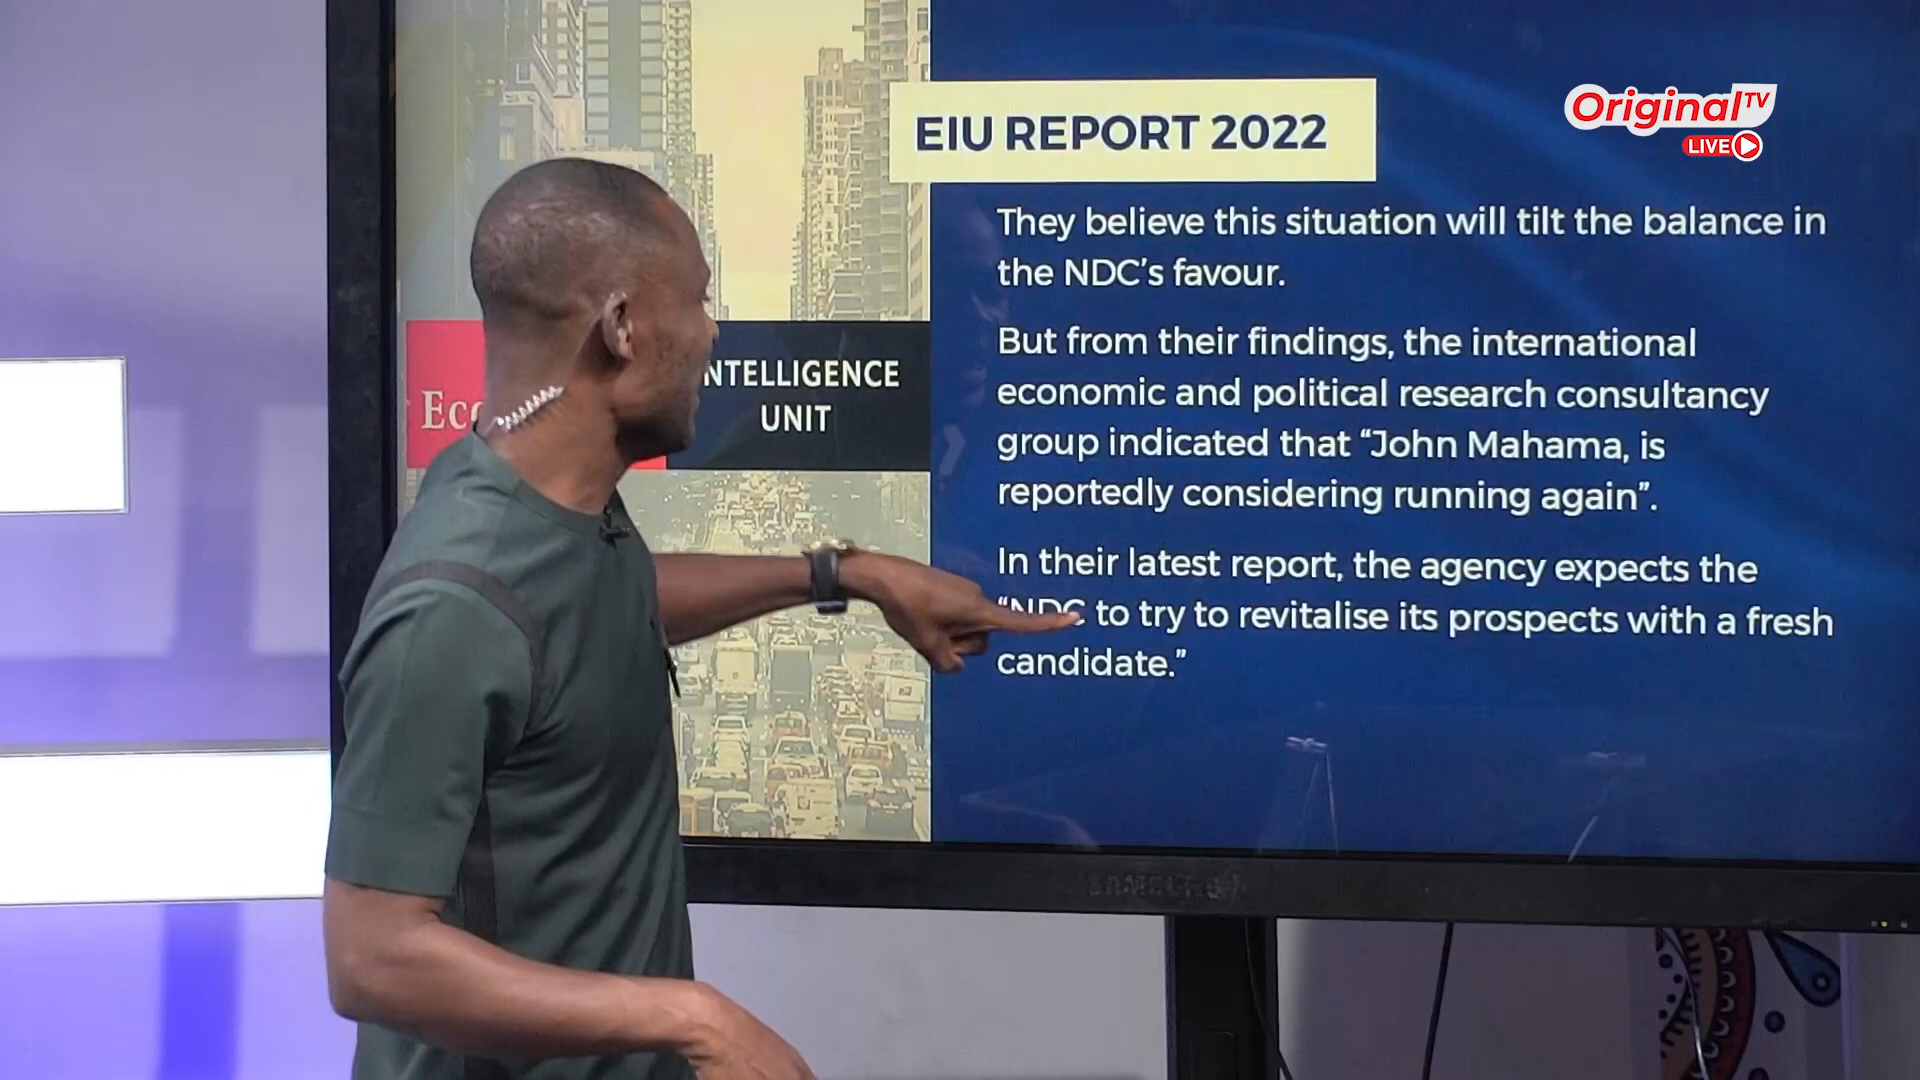 Original TV
LIVE
EIU REPORT 2022
They believe this situation will tilt the balance in
the NDC's favour.
But from their findings, the international
economic and political research consultancy
group indicated that “John Mahama, is
reportedly considering running again”.
In their latest report, the agency expects the
“NDC to try to revitalise its prospects with a fresh
candidate.”
NTELLIGENCE
UNIT
Ec
SAMSUNG